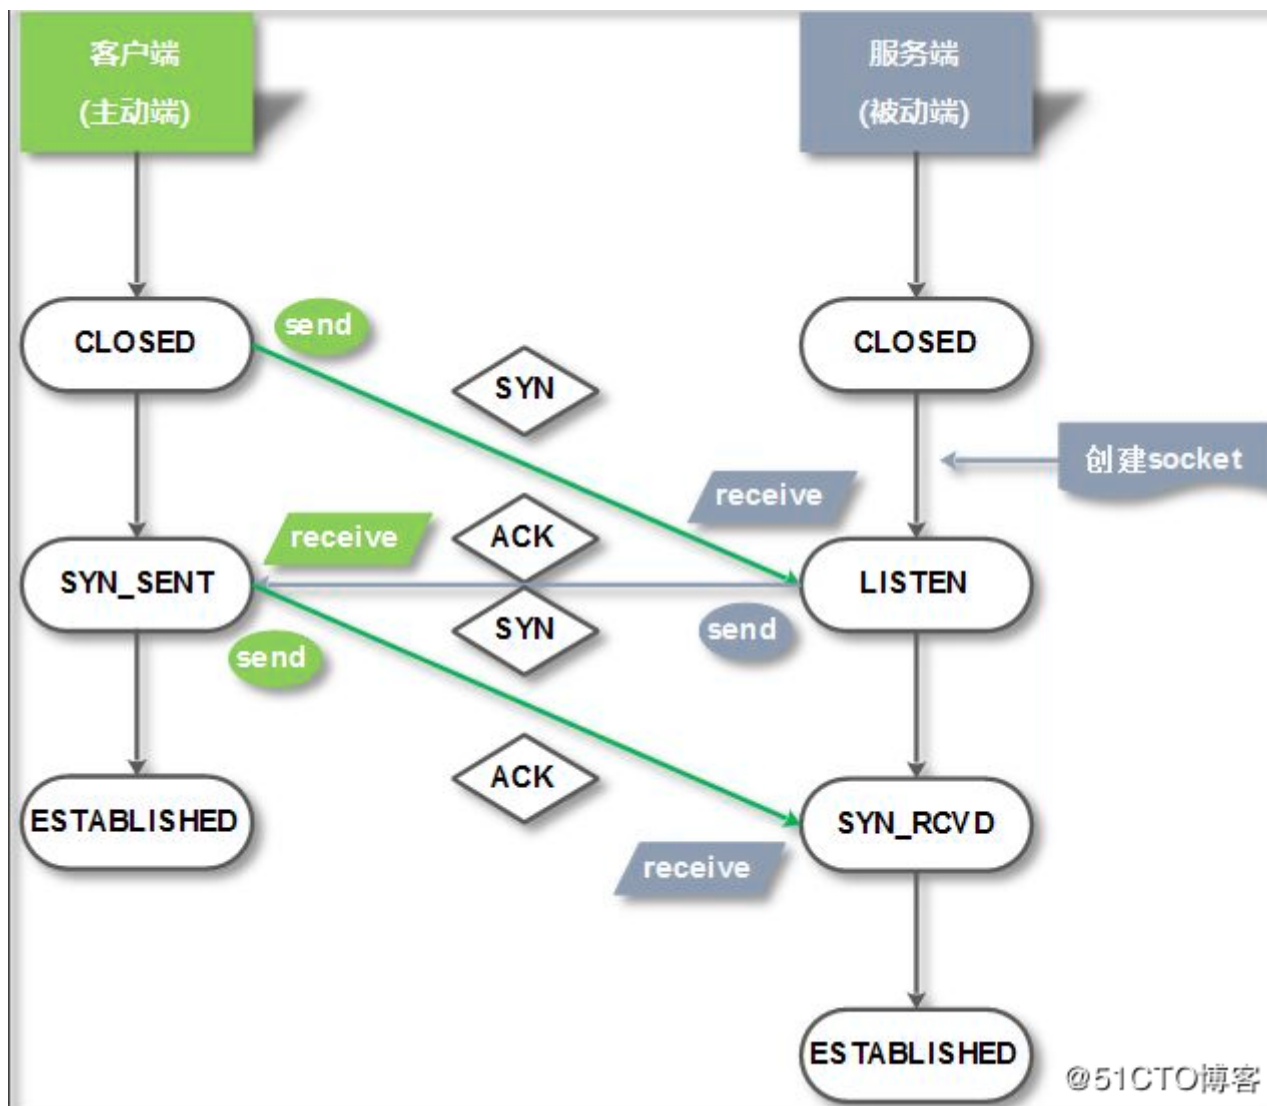 客户端
(主动端)
服务端
(被动端)
CLOSED
send
SYN
CLOSED
创建socket
receive
receive
ACK
SYN_SENT
LISTEN
SYN
send
send
ACK
ESTABLISHED
SYN_RCVD
receive
ESTABLISHED
@51CTO博客